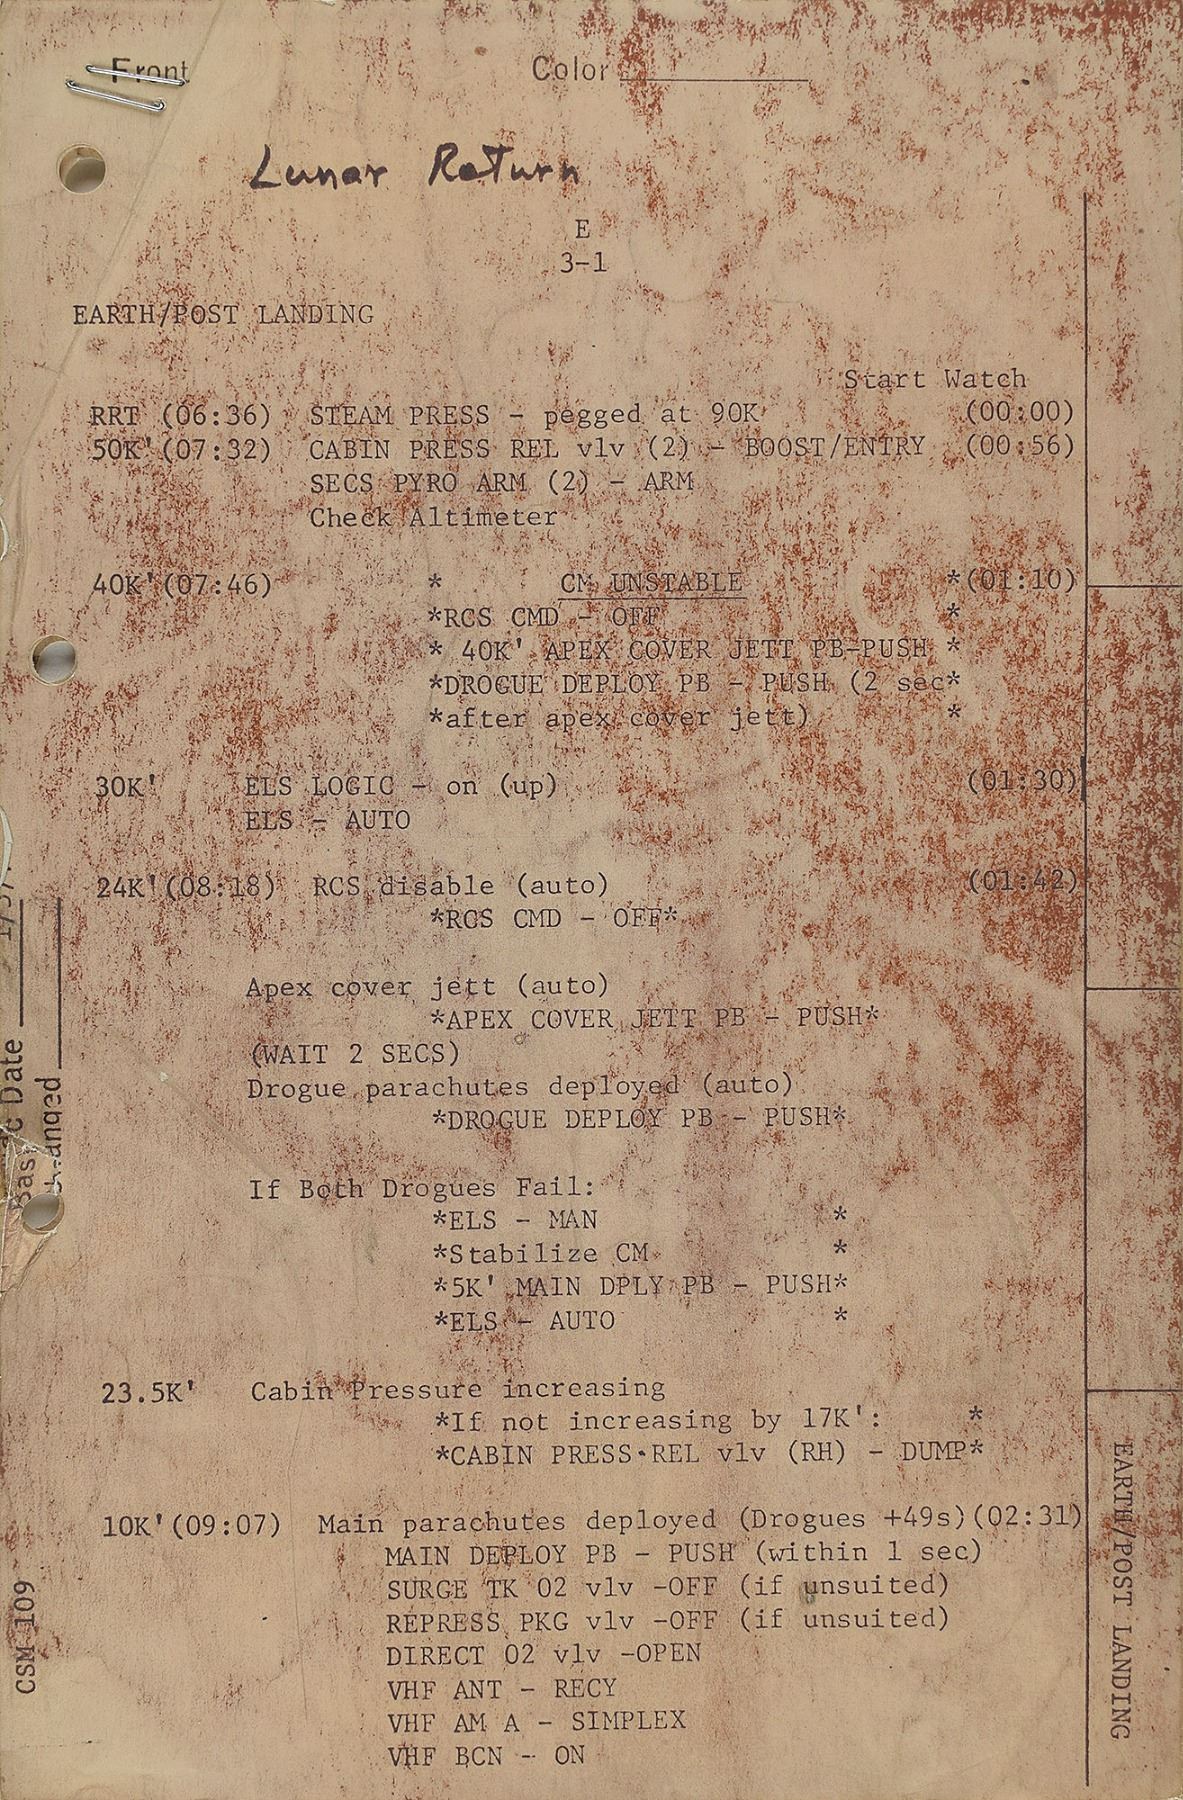 Front Color
Lunar Return
E
3-1
EARTH/POST LANDING
Start Watch
RRT (06:36) STEAM PRESS - pegged at 90K (00:00)
50K' (07:32) CABIN PRESS REL vlv (2) - BOOST/ENTRY (00:56)
SECS PYRO ARM (2) - ARM
Check Altimeter
40K' (07:46) * CM UNSTABLE *(01:10)
*RCS CMD - OFF *
* 40K' APEX COVER JETT PB-PUSH *
*DROGUE DEPLOY PB - PUSH (2 sec*
*after apex cover jett) *
30K' ELS LOGIC - on (up) (01:30)
ELS - AUTO
24K' (08:18) RCS disable (auto) (01:42)
*RCS CMD - OFF*
Apex cover jett (auto)
*APEX COVER JETT PB - PUSH*
(WAIT 2 SECS)
Drogue parachutes deployed (auto)
*DROGUE DEPLOY PB - PUSH*
If Both Drogues Fail:
*ELS - MAN *
*Stabilize CM *
*5K' MAIN DPLY PB - PUSH*
*ELS - AUTO *
23.5K' Cabin Pressure increasing
*If not increasing by 17K': *
*CABIN PRESS REL vlv (RH) - DUMP*
10K' (09:07) Main parachutes deployed (Drogues +49s) (02:31)
MAIN DEPLOY PB - PUSH (within 1 sec)
SURGE TK O2 vlv -OFF (if unsuited)
REPRESS PKG vlv -OFF (if unsuited)
DIRECT O2 vlv -OPEN
VHF ANT - RECY
VHF AM A - SIMPLEX
VHF BCN - ON
Date
CSM 109
EARTH/POST LANDING